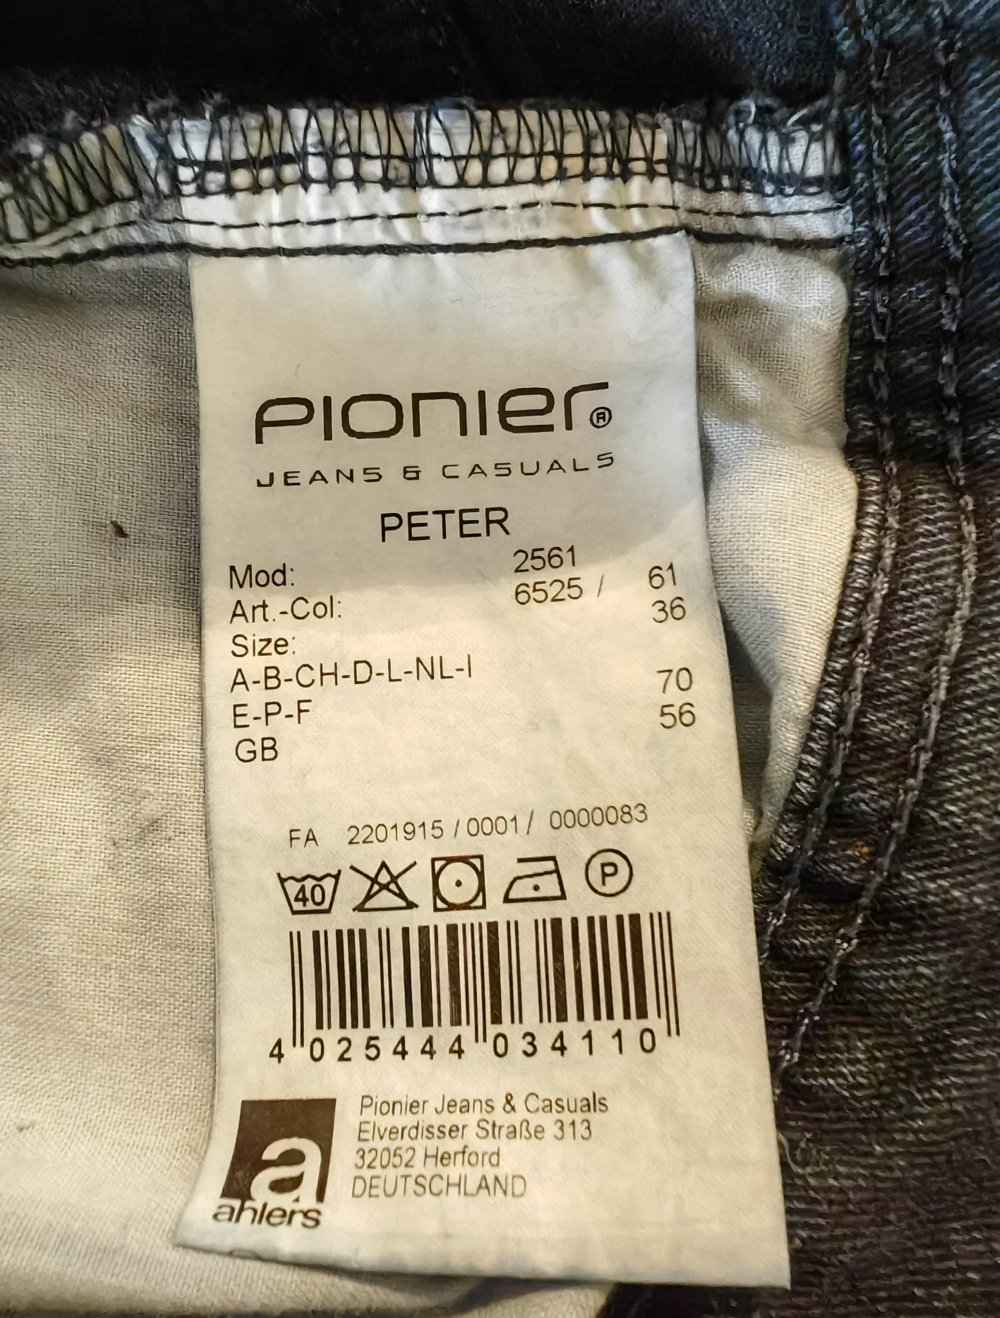 PIONIER®
JEANS & CASUALS
PETER
Mod: 2561
Art.-Col: 6525 / 61
Size: 36
A-B-CH-D-L-NL-I
E-P-F 70
GB 56
FA 2201915 / 0001 / 0000083
40 P
4 025444 034110
Pionier Jeans & Casuals
Elverdisser Straße 313
32052 Herford
DEUTSCHLAND
a
ahlers